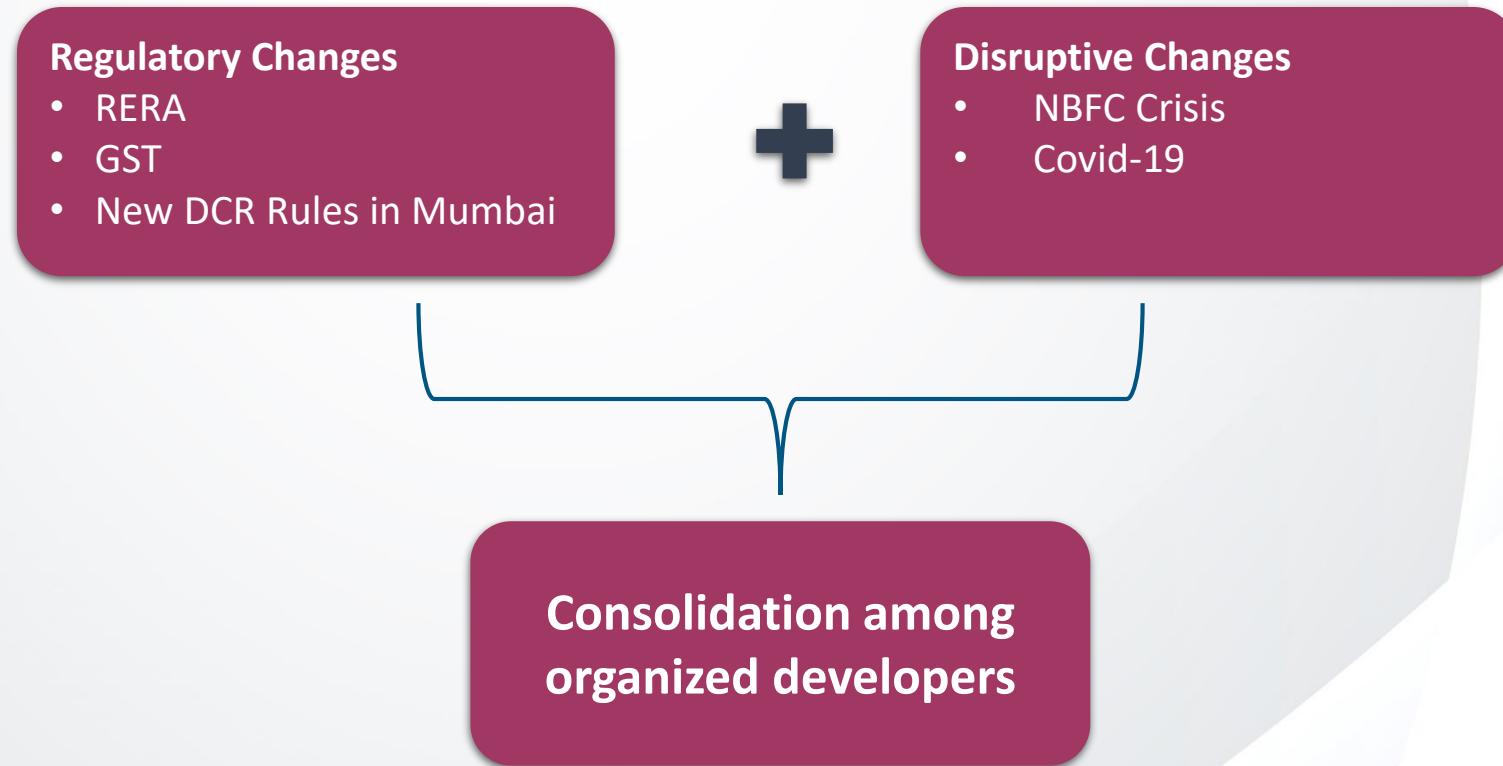 Regulatory Changes
• RERA
• GST
• New DCR Rules in Mumbai
Disruptive Changes
• NBFC Crisis
• Covid-19
Consolidation among
organized developers